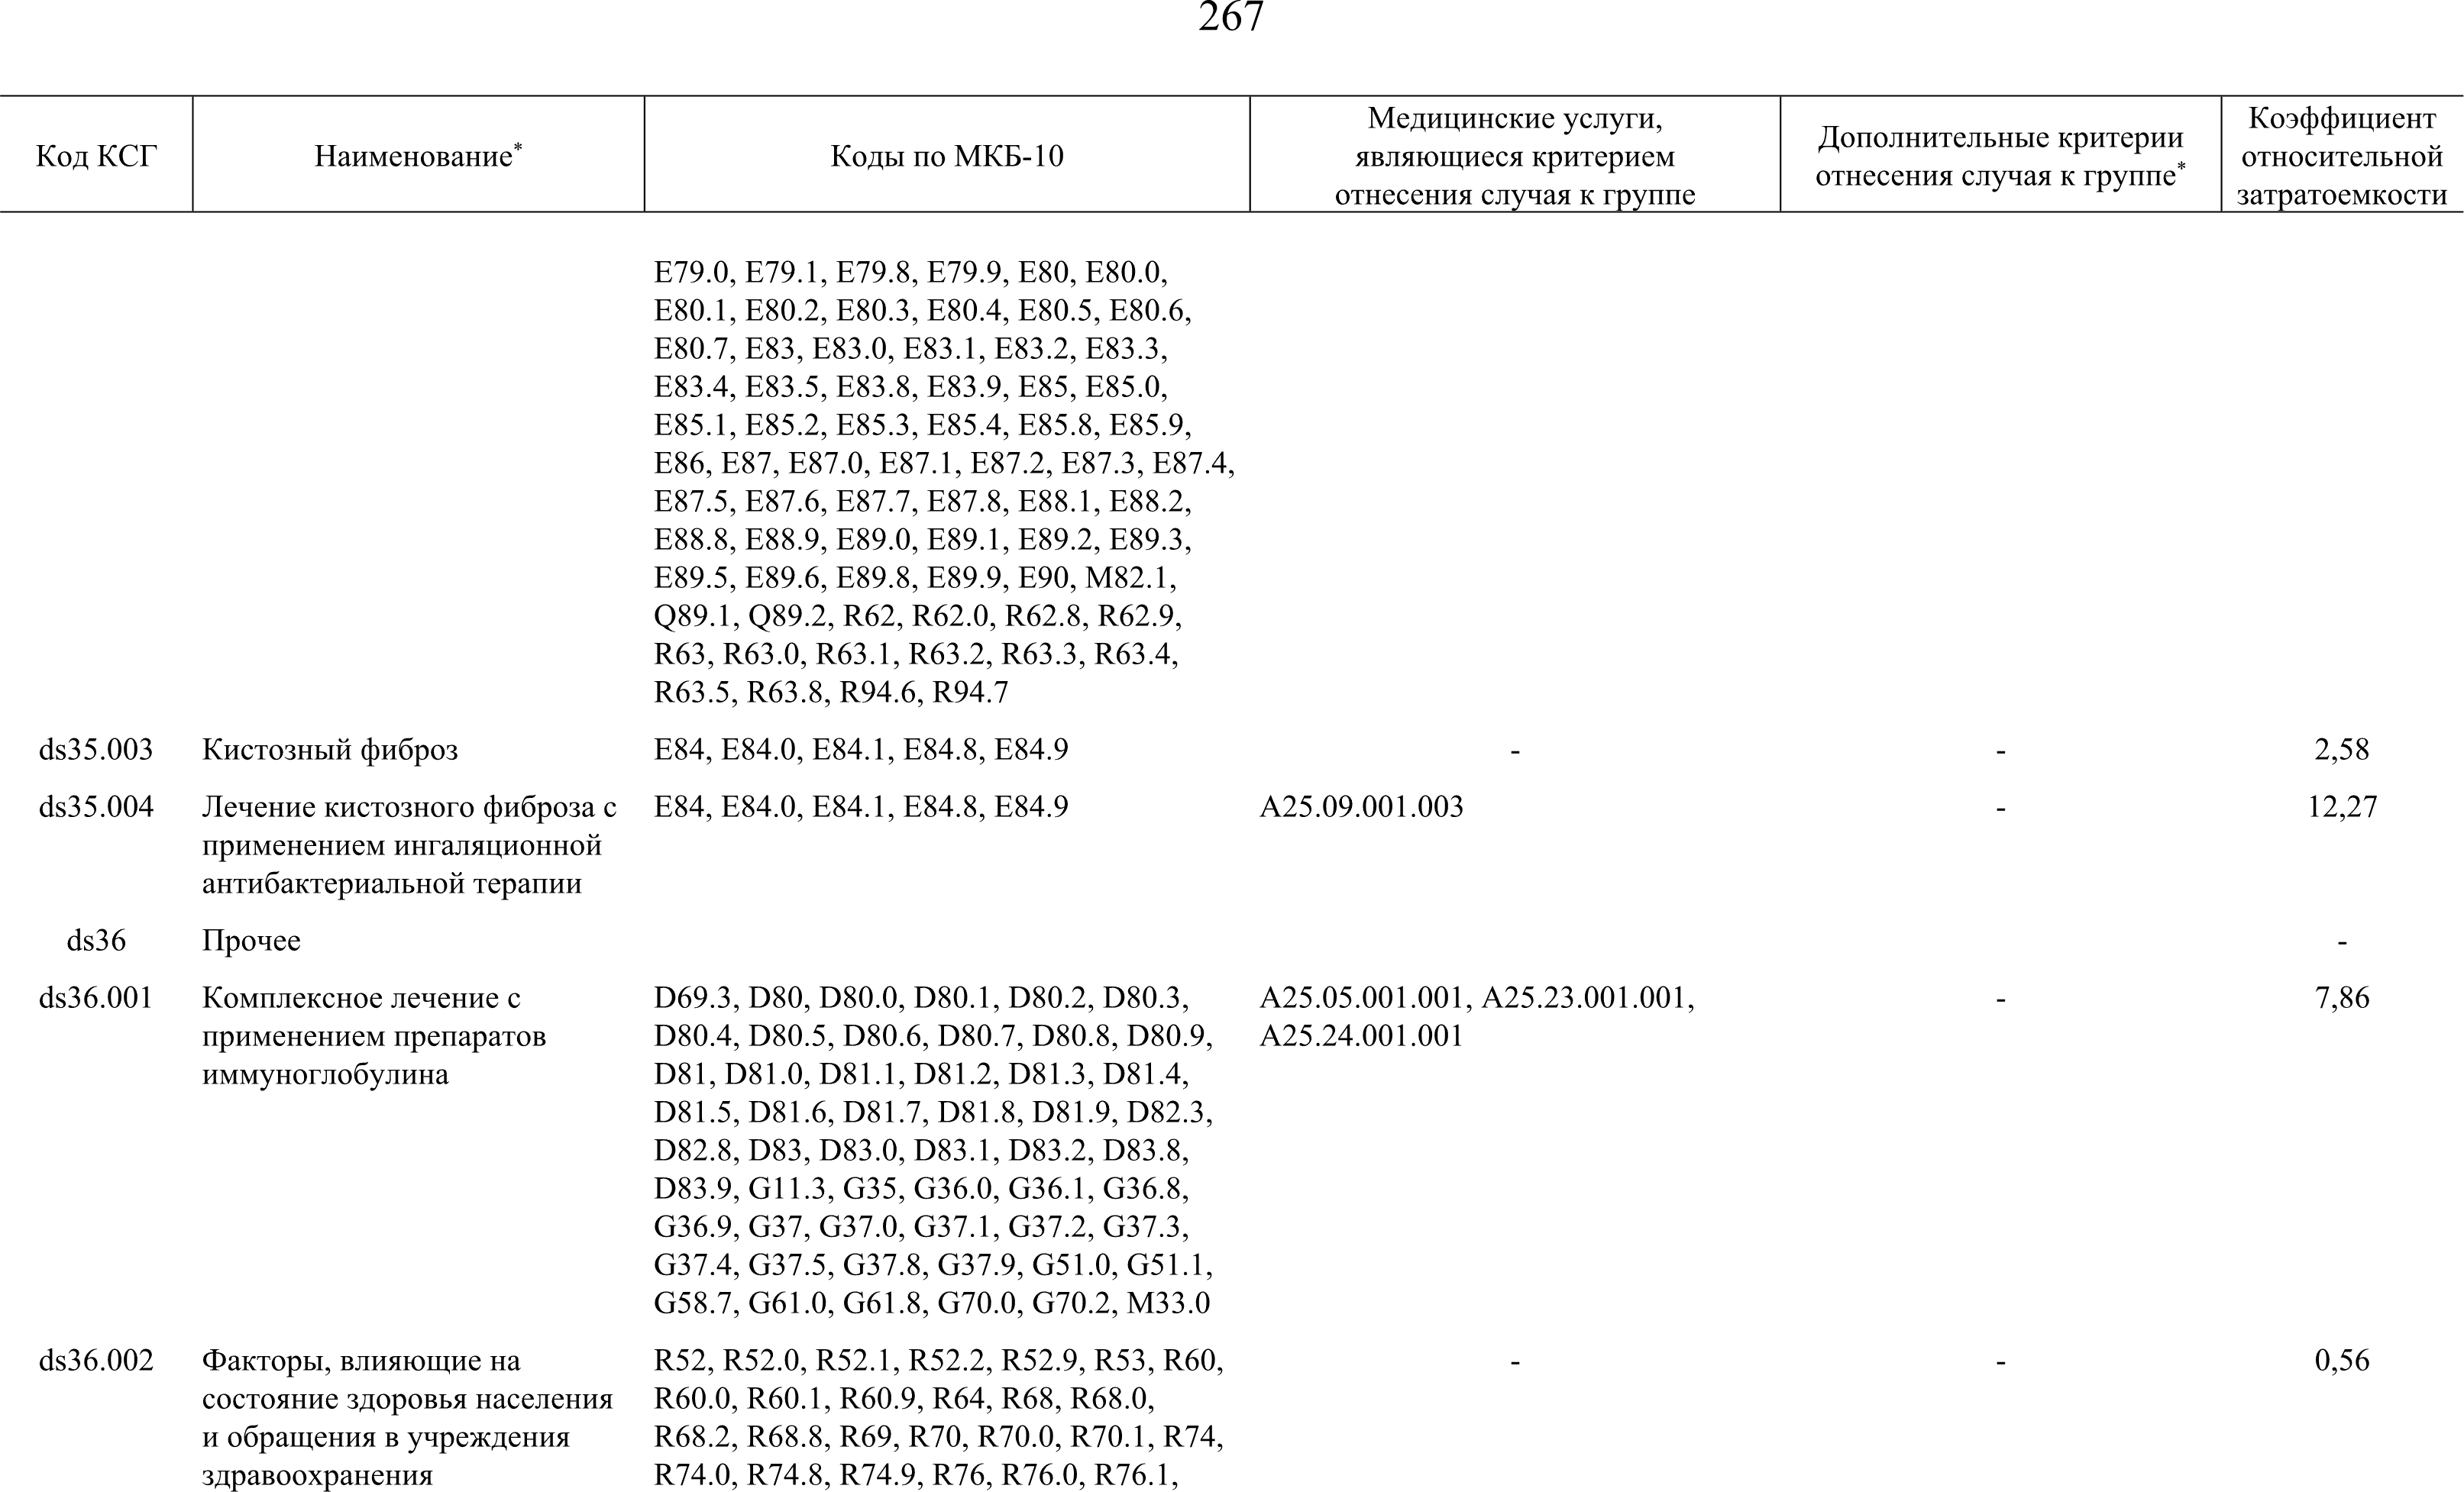 267
Код КСГ
Наименование*
Коды по МКБ-10
Медицинские услуги,
являющиеся критерием
отнесения случая к группе
Дополнительные критерии
отнесения случая к группе*
Коэффициент
относительной
затратоемкости
E79.0, E79.1, E79.8, E79.9, E80, E80.0,
E80.1, E80.2, E80.3, E80.4, E80.5, E80.6,
E80.7, E83, E83.0, E83.1, E83.2, E83.3,
E83.4, E83.5, E83.8, E83.9, E85, E85.0,
E85.1, E85.2, E85.3, E85.4, E85.8, E85.9,
E86, E87, E87.0, E87.1, E87.2, E87.3, E87.4,
E87.5, E87.6, E87.7, E87.8, E88.1, E88.2,
E88.8, E88.9, E89.0, E89.1, E89.2, E89.3,
E89.5, E89.6, E89.8, E89.9, E90, M82.1,
Q89.1, Q89.2, R62, R62.0, R62.8, R62.9,
R63, R63.0, R63.1, R63.2, R63.3, R63.4,
R63.5, R63.8, R94.6, R94.7
ds35.003 Кистозный фиброз E84, E84.0, E84.1, E84.8, E84.9 - - 2,58
ds35.004 Лечение кистозного фиброза с E84, E84.0, E84.1, E84.8, E84.9 A25.09.001.003 - 12,27
применением ингаляционной
антибактериальной терапии
ds36 Прочее -
ds36.001 Комплексное лечение с D69.3, D80, D80.0, D80.1, D80.2, D80.3, A25.05.001.001, A25.23.001.001, - 7,86
применением препаратов D80.4, D80.5, D80.6, D80.7, D80.8, D80.9, A25.24.001.001
иммуноглобулина D81, D81.0, D81.1, D81.2, D81.3, D81.4,
D81.5, D81.6, D81.7, D81.8, D81.9, D82.3,
D82.8, D83, D83.0, D83.1, D83.2, D83.8,
D83.9, G11.3, G35, G36.0, G36.1, G36.8,
G36.9, G37, G37.0, G37.1, G37.2, G37.3,
G37.4, G37.5, G37.8, G37.9, G51.0, G51.1,
G58.7, G61.0, G61.8, G70.0, G70.2, M33.0
ds36.002 Факторы, влияющие на R52, R52.0, R52.1, R52.2, R52.9, R53, R60, - - 0,56
состояние здоровья населения R60.0, R60.1, R60.9, R64, R68, R68.0,
и обращения в учреждения R68.2, R68.8, R69, R70, R70.0, R70.1, R74,
здравоохранения R74.0, R74.8, R74.9, R76, R76.0, R76.1,